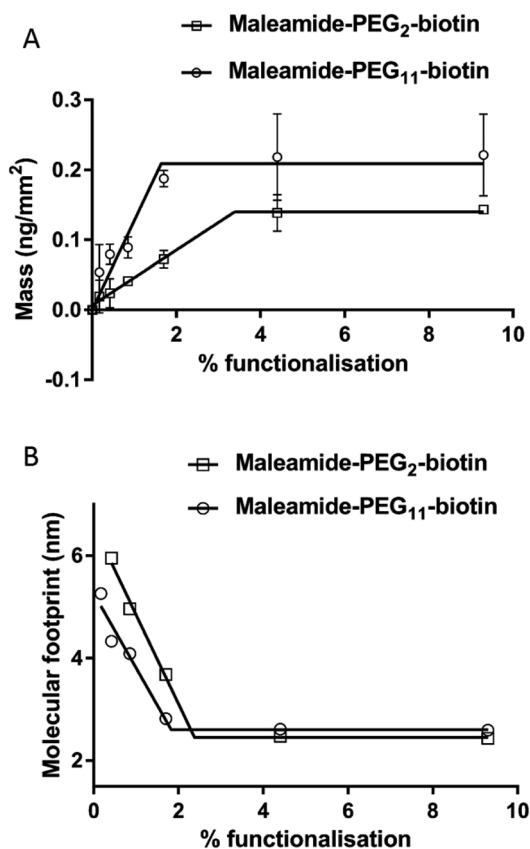 A
Maleamide-PEG2-biotin
Maleamide-PEG11-biotin
0.3
0.2
0.1
0.0
-0.1
Mass (ng/mm2)
2 4 6 8 10
% functionalisation
B
Maleamide-PEG2-biotin
Maleamide-PEG11-biotin
6
4
2
Molecular footprint (nm)
0 2 4 6 8 10
% functionalisation